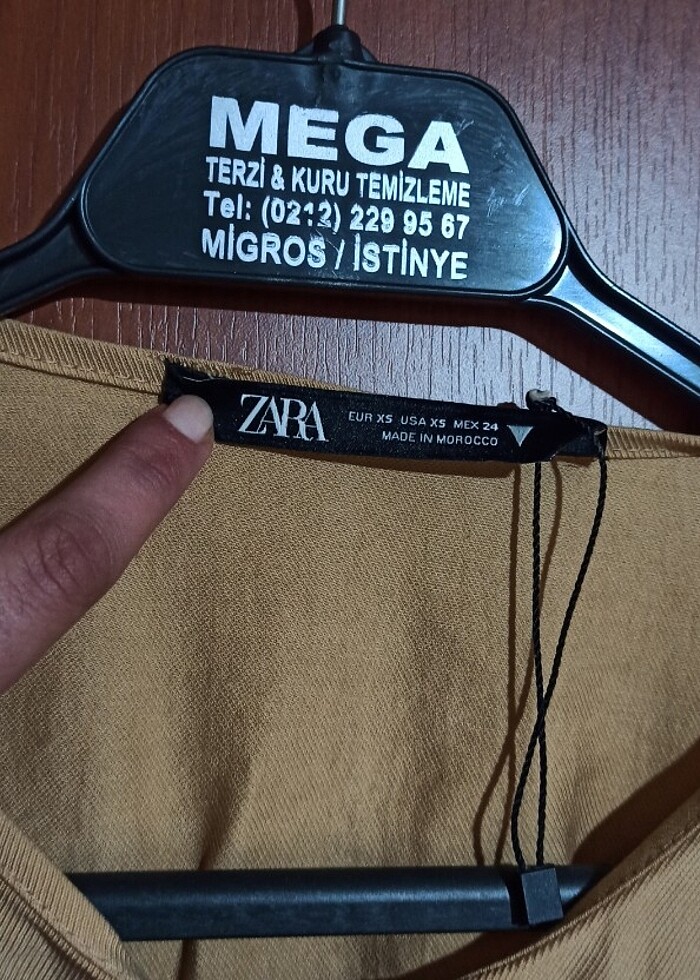 MEGA
TERZİ & KURU TEMİZLEME
Tel: (0212) 229 95 67
MİGROS / İSTİNYE
ZARA
EUR XS USA XS MEX 24
MADE IN MOROCCO